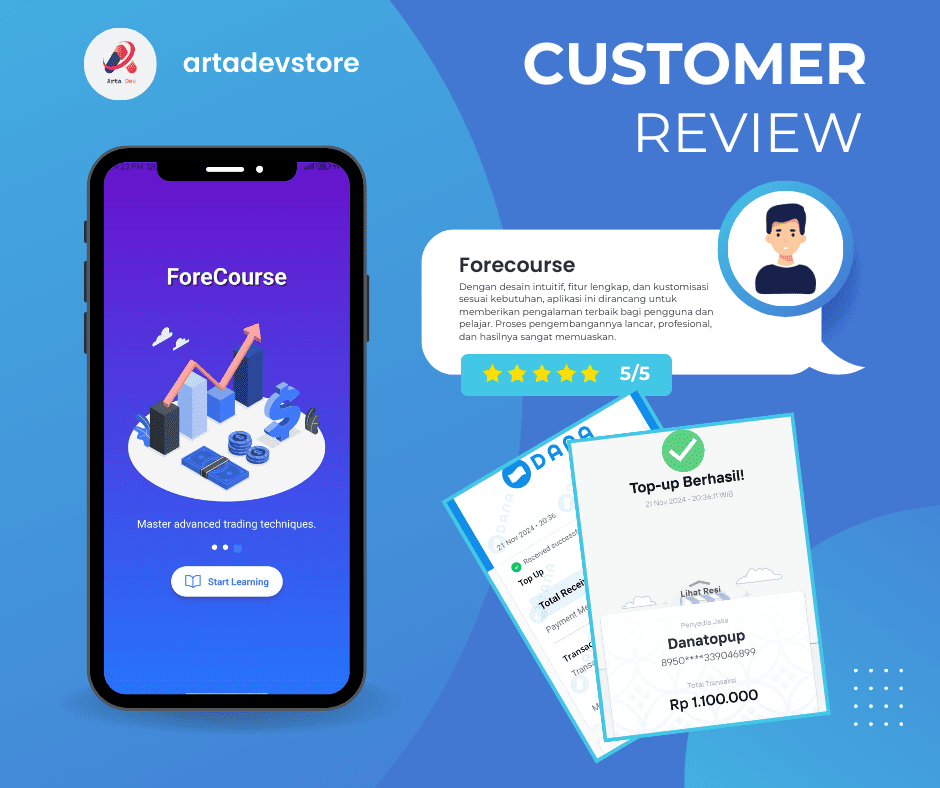 Arta Dev
artadevstore
CUSTOMER
REVIEW
ForeCourse
Master advanced trading techniques.
Start Learning
Forecourse
Dengan desain intuitif, fitur lengkap, dan kustomisasi
sesuai kebutuhan, aplikasi ini dirancang untuk
memberikan pengalaman terbaik bagi pengguna dan
pelajar. Proses pengembangannya lancar, profesional,
dan hasilnya sangat memuaskan.
5/5
DANA
DANA
21 Nov 2024 • 20:36
Received
Top Up
Total
Payment
Top-up Berhasil!
21 Nov 2024 • 20:36:11 WIB
Lihat Resi
Penyedia Jasa
Danatopup
8950****339046899
Total Transaksi
Rp 1.100.000